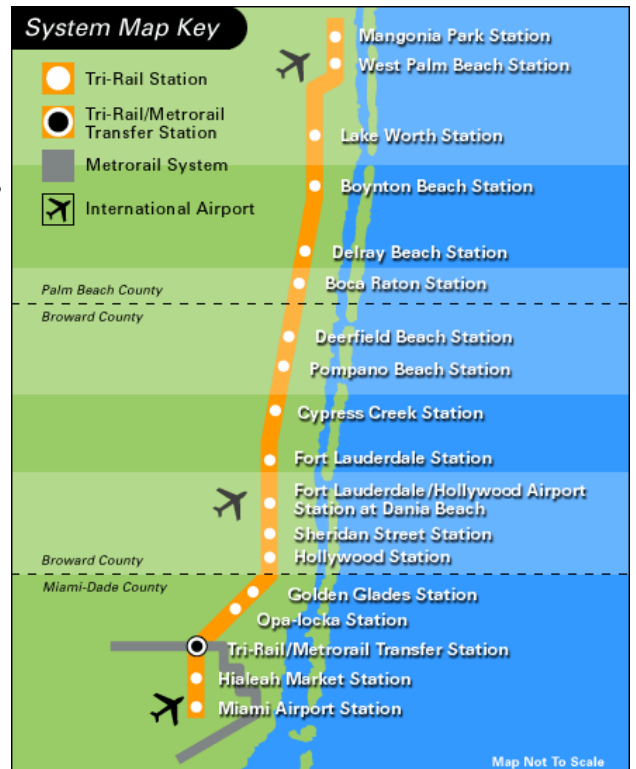 System Map Key
Tri-Rail Station
Tri-Rail/Metrorail
Transfer Station
Metrorail System
International Airport
Mangonia Park Station
West Palm Beach Station
Lake Worth Station
Boynton Beach Station
Delray Beach Station
Boca Raton Station
Palm Beach County
Broward County
Deerfield Beach Station
Pompano Beach Station
Cypress Creek Station
Fort Lauderdale Station
Fort Lauderdale/Hollywood Airport
Station at Dania Beach
Sheridan Street Station
Hollywood Station
Broward County
Miami-Dade County
Golden Glades Station
Opa-locka Station
Tri-Rail/Metrorail Transfer Station
Hialeah Market Station
Miami Airport Station
Map Not To Scale